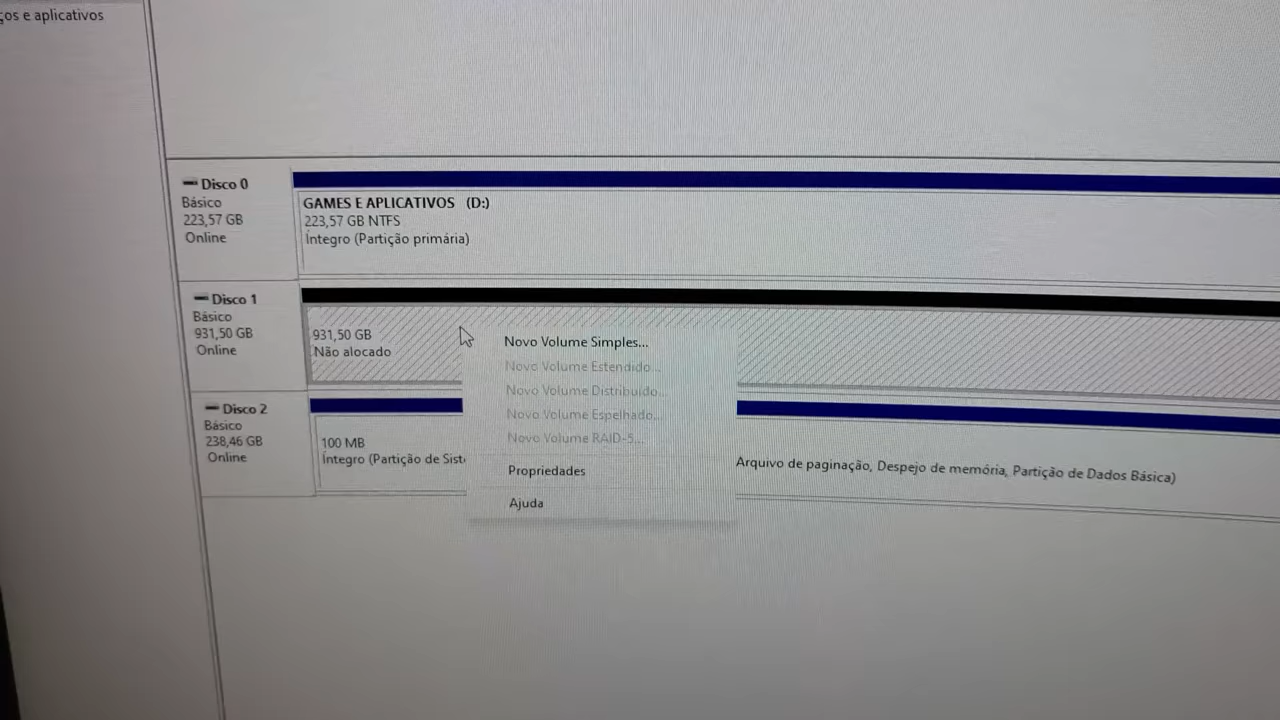 ços e aplicativos
Disco 0
Básico
223,57 GB
Online
GAMES E APLICATIVOS (D:)
223,57 GB NTFS
Íntegro (Partição primária)
Disco 1
Básico
931,50 GB
Online
931,50 GB
Não alocado
Novo Volume Simples...
Novo Volume Estendido...
Novo Volume Distribuído...
Novo Volume Espelhado...
Novo Volume RAID-5...
Propriedades
Ajuda
Disco 2
Básico
238,46 GB
Online
100 MB
Íntegro (Partição de Siste
Arquivo de paginação, Despejo de memória, Partição de Dados Básica)